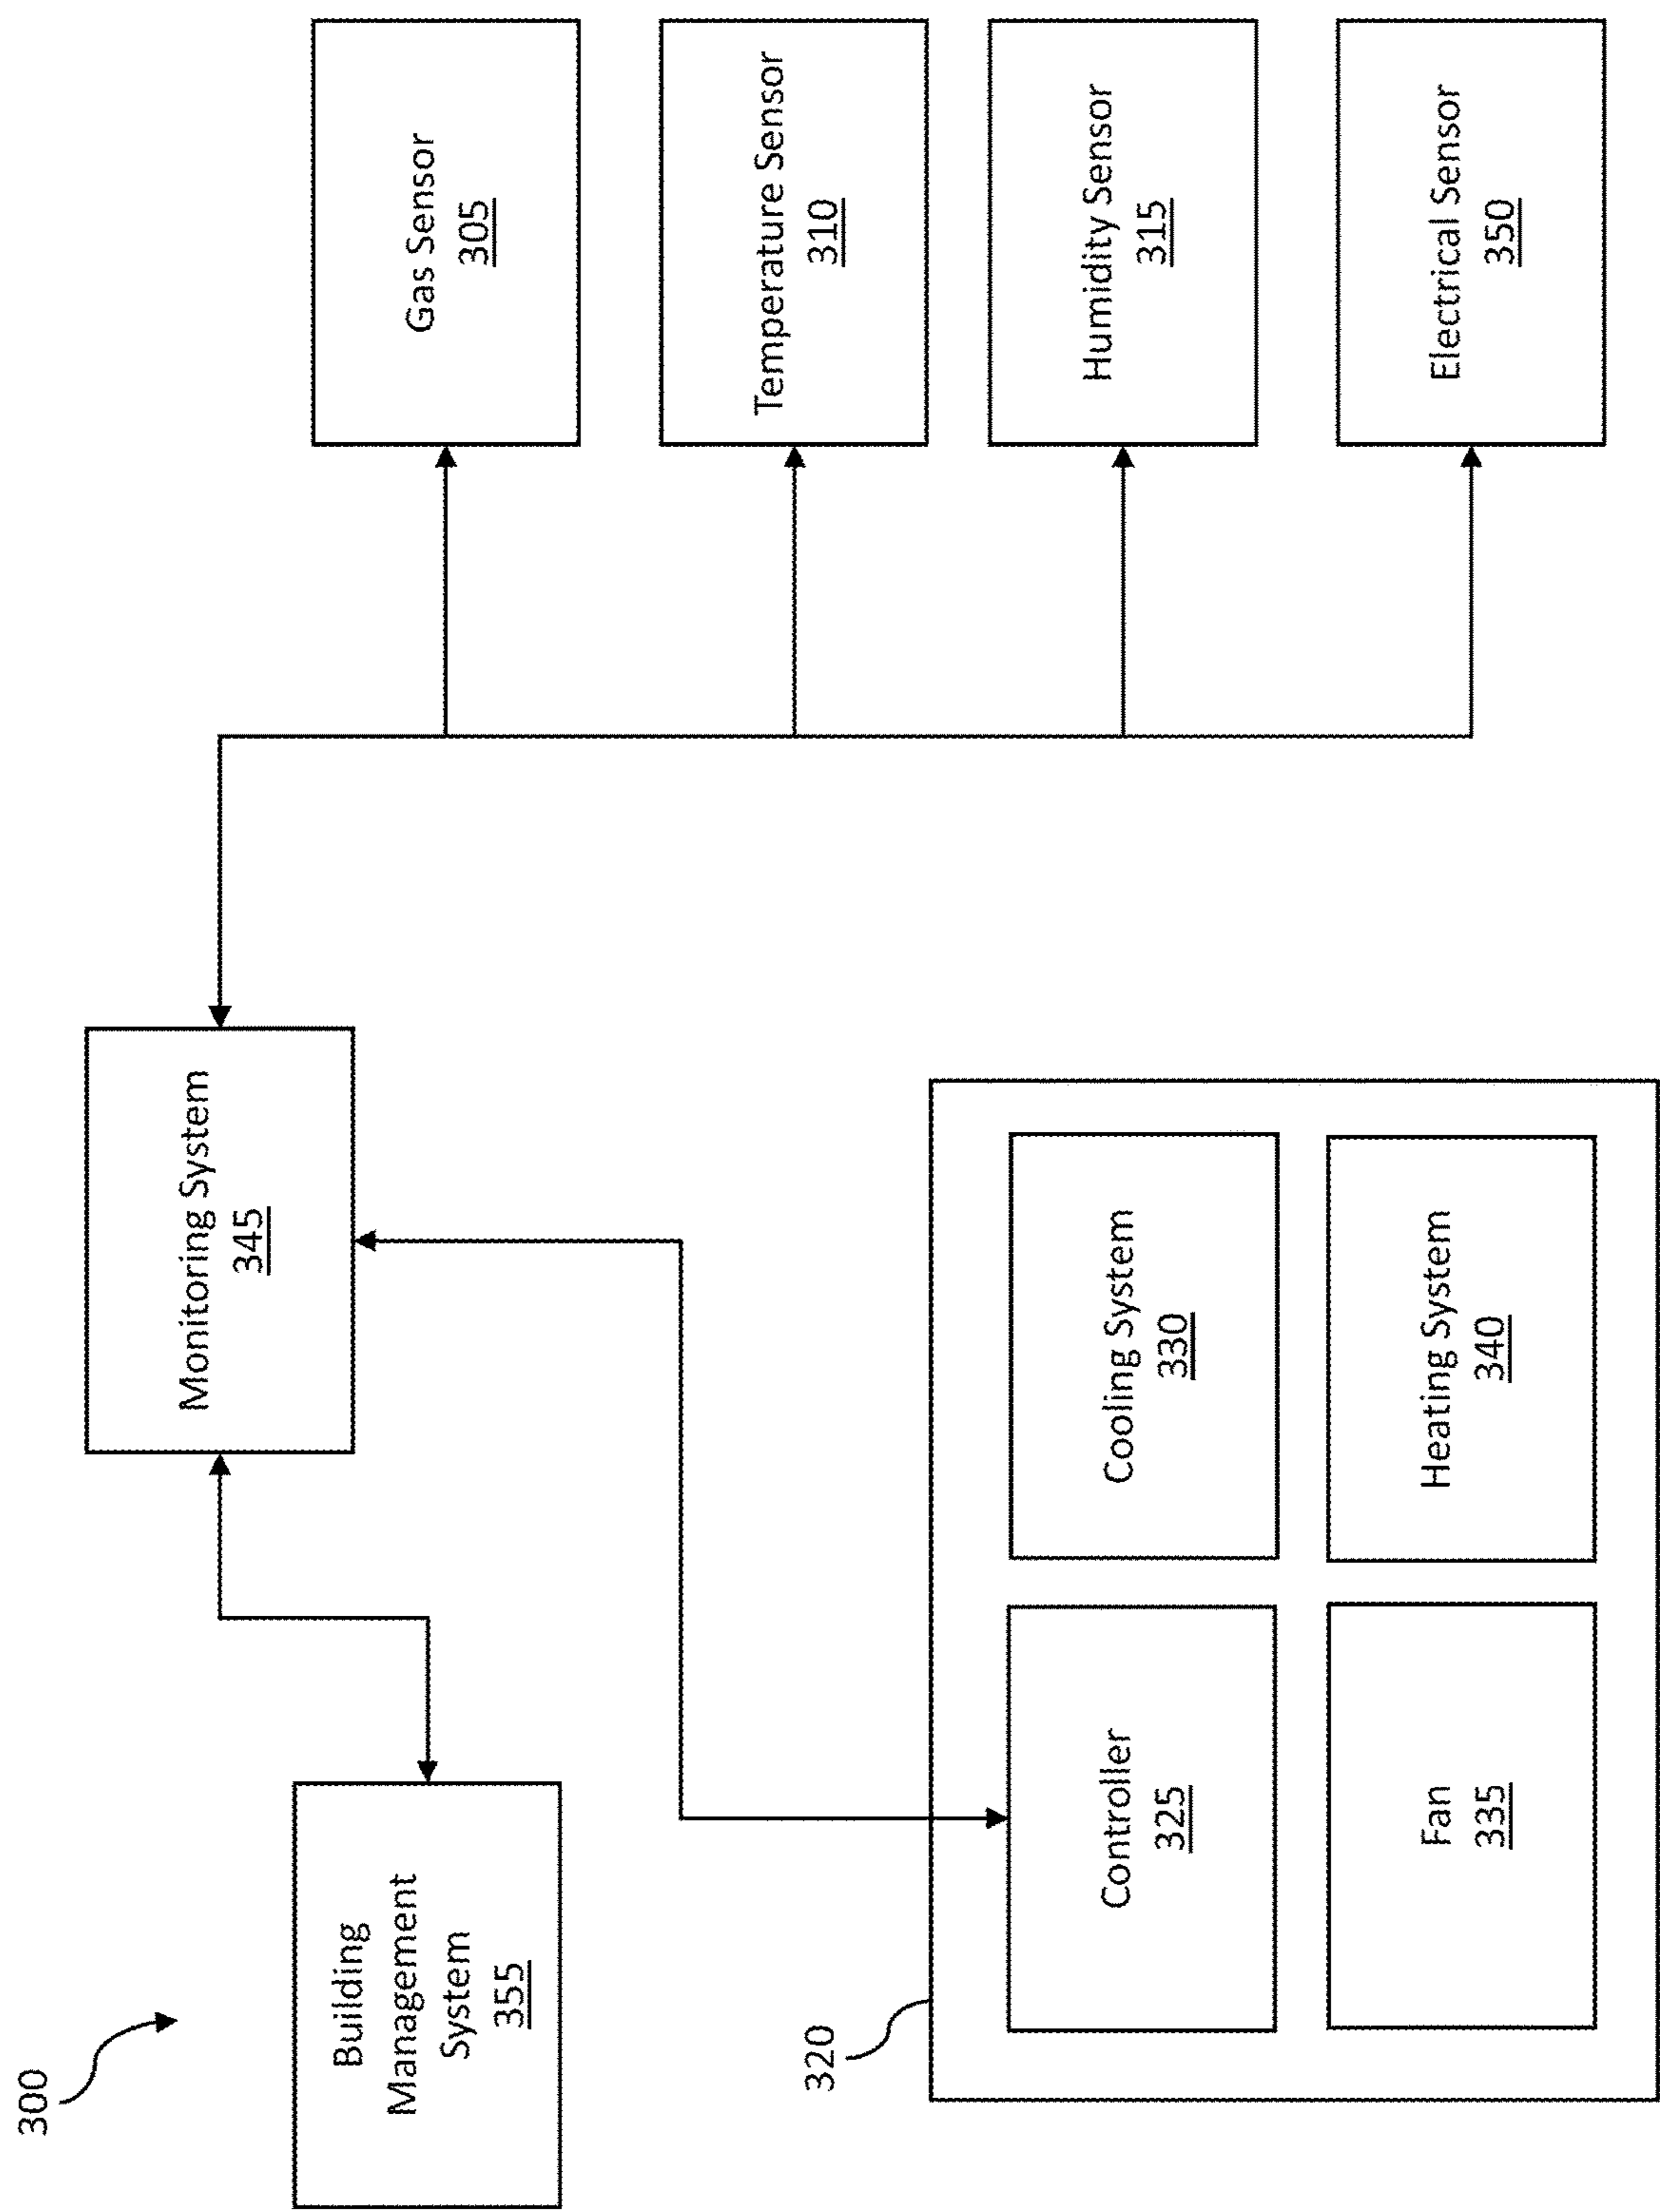 300
Building
Management
System
355
Monitoring System
345
Gas Sensor
305
Temperature Sensor
310
Humidity Sensor
315
Electrical Sensor
350
320
Controller
325
Cooling System
330
Fan
335
Heating System
340